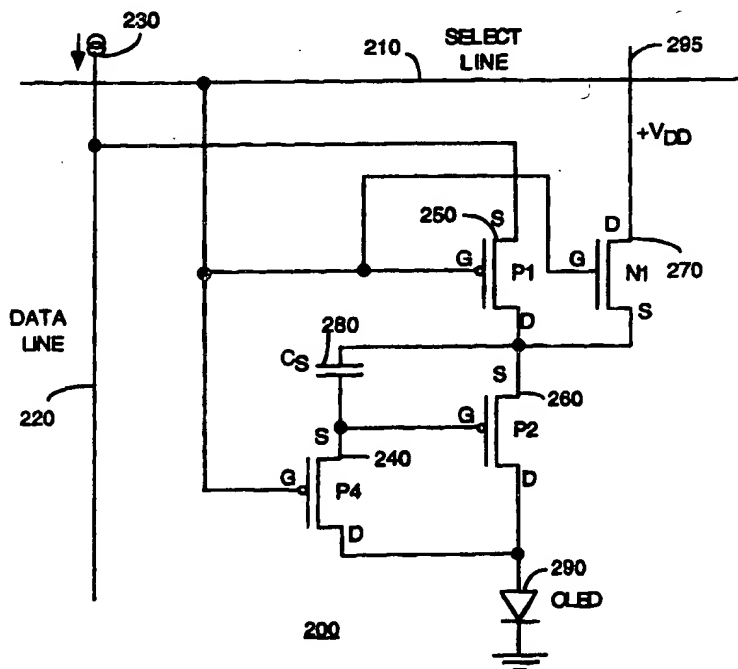 230
210
SELECT
LINE
295
+VDD
250
S
D
G
P1
G
N1
270
DATA
LINE
D
S
280
CS
S
260
220
G
P2
S
240
G
P4
D
D
290
OLED
200